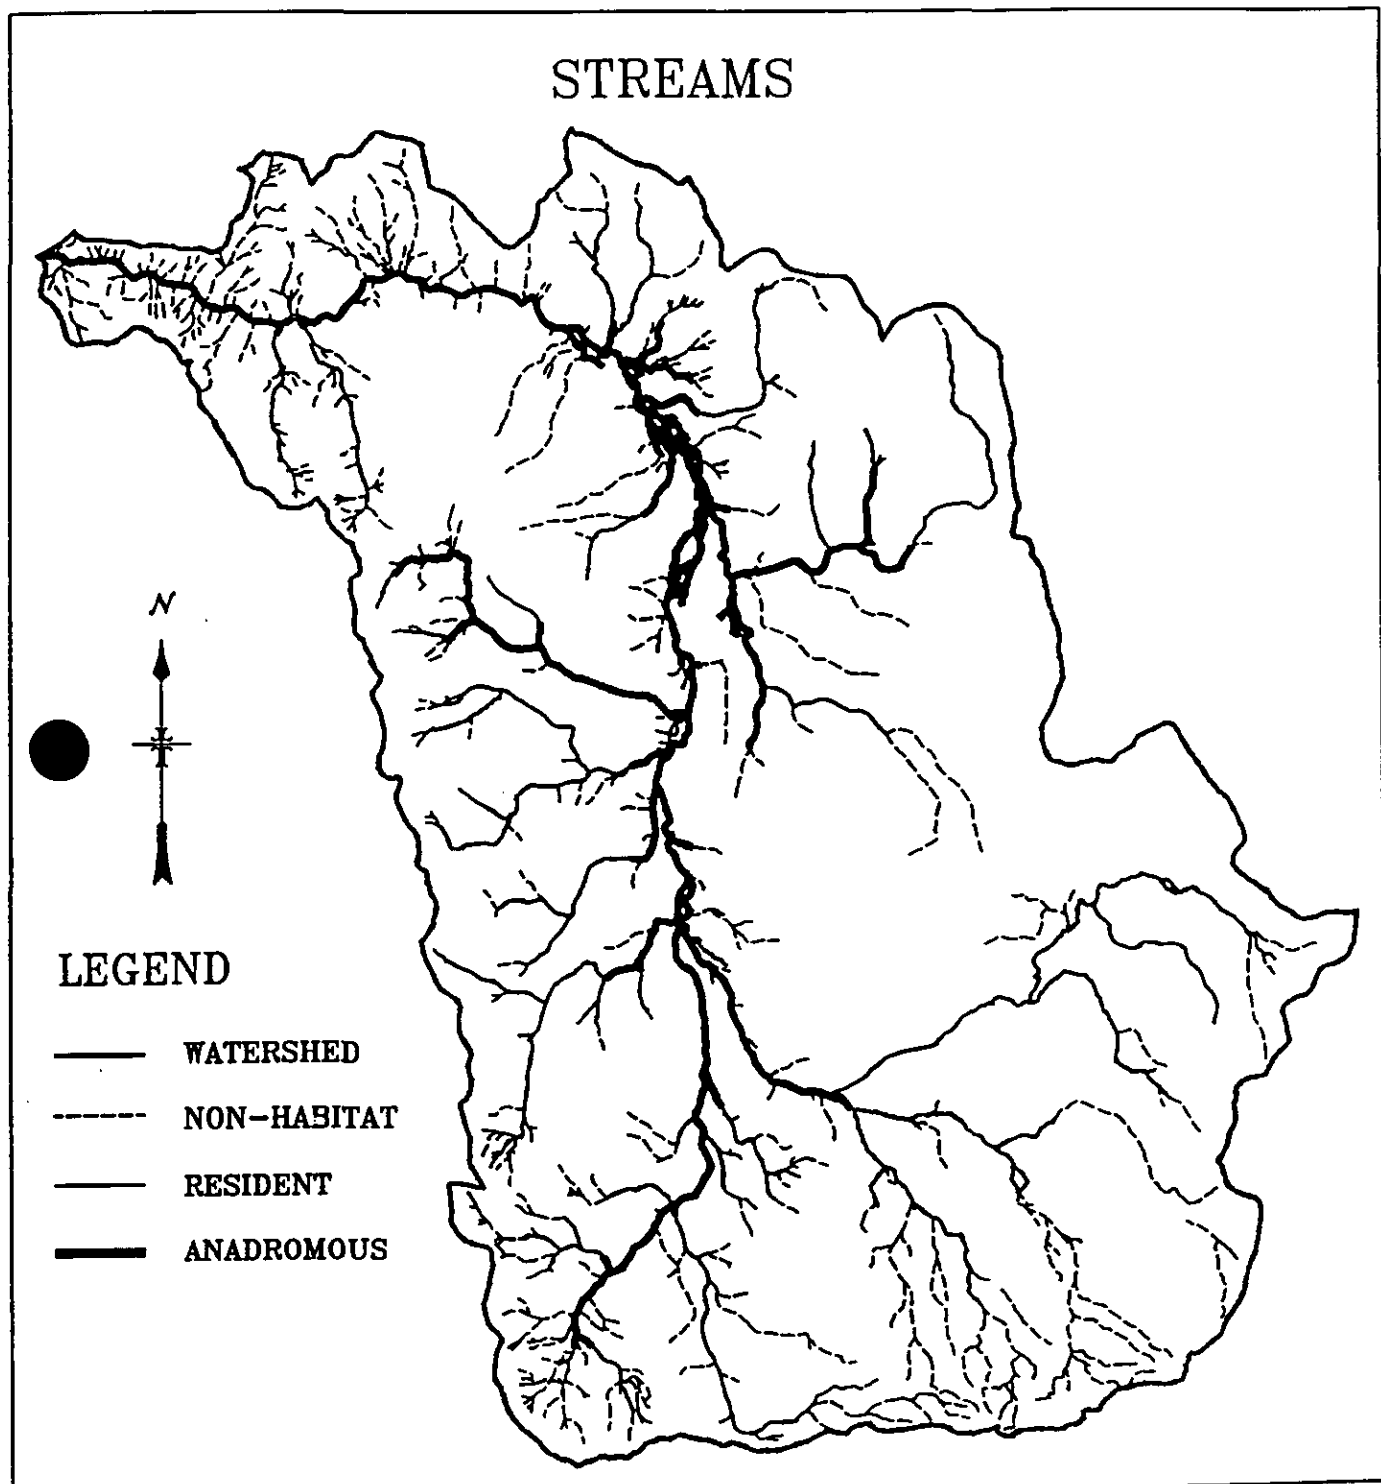 STREAMS
N
LEGEND
WATERSHED
NON-HABITAT
RESIDENT
ANADROMOUS